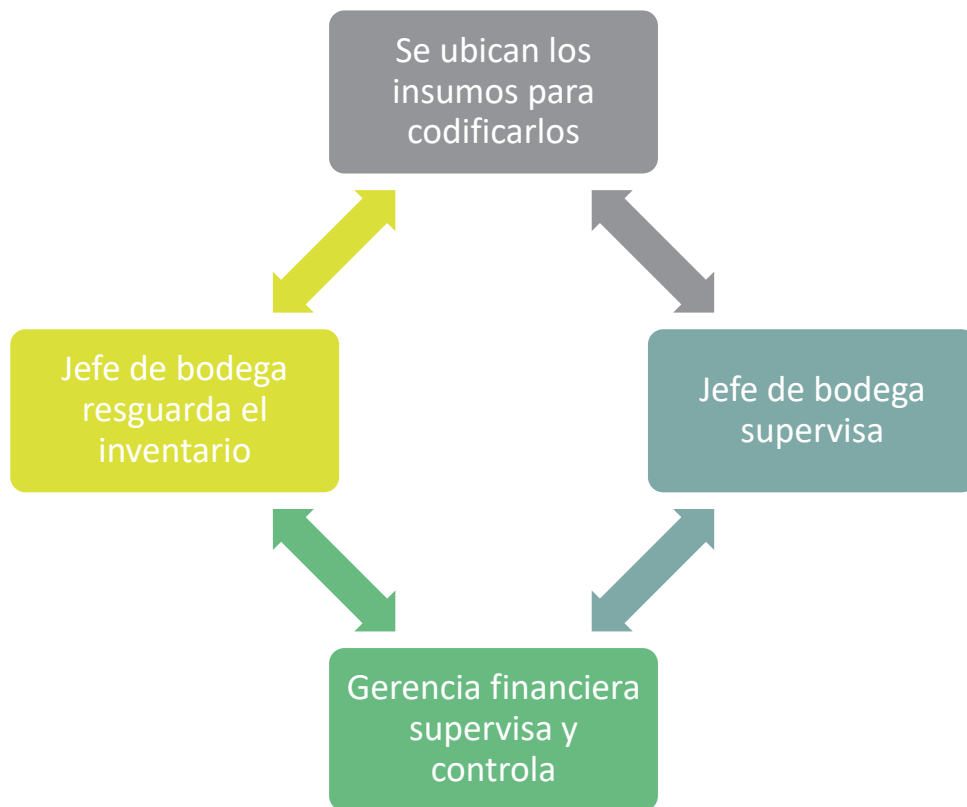 Se ubican los
insumos para
codificarlos
Jefe de bodega
resguarda el
inventario
Jefe de bodega
supervisa
Gerencia financiera
supervisa y
controla